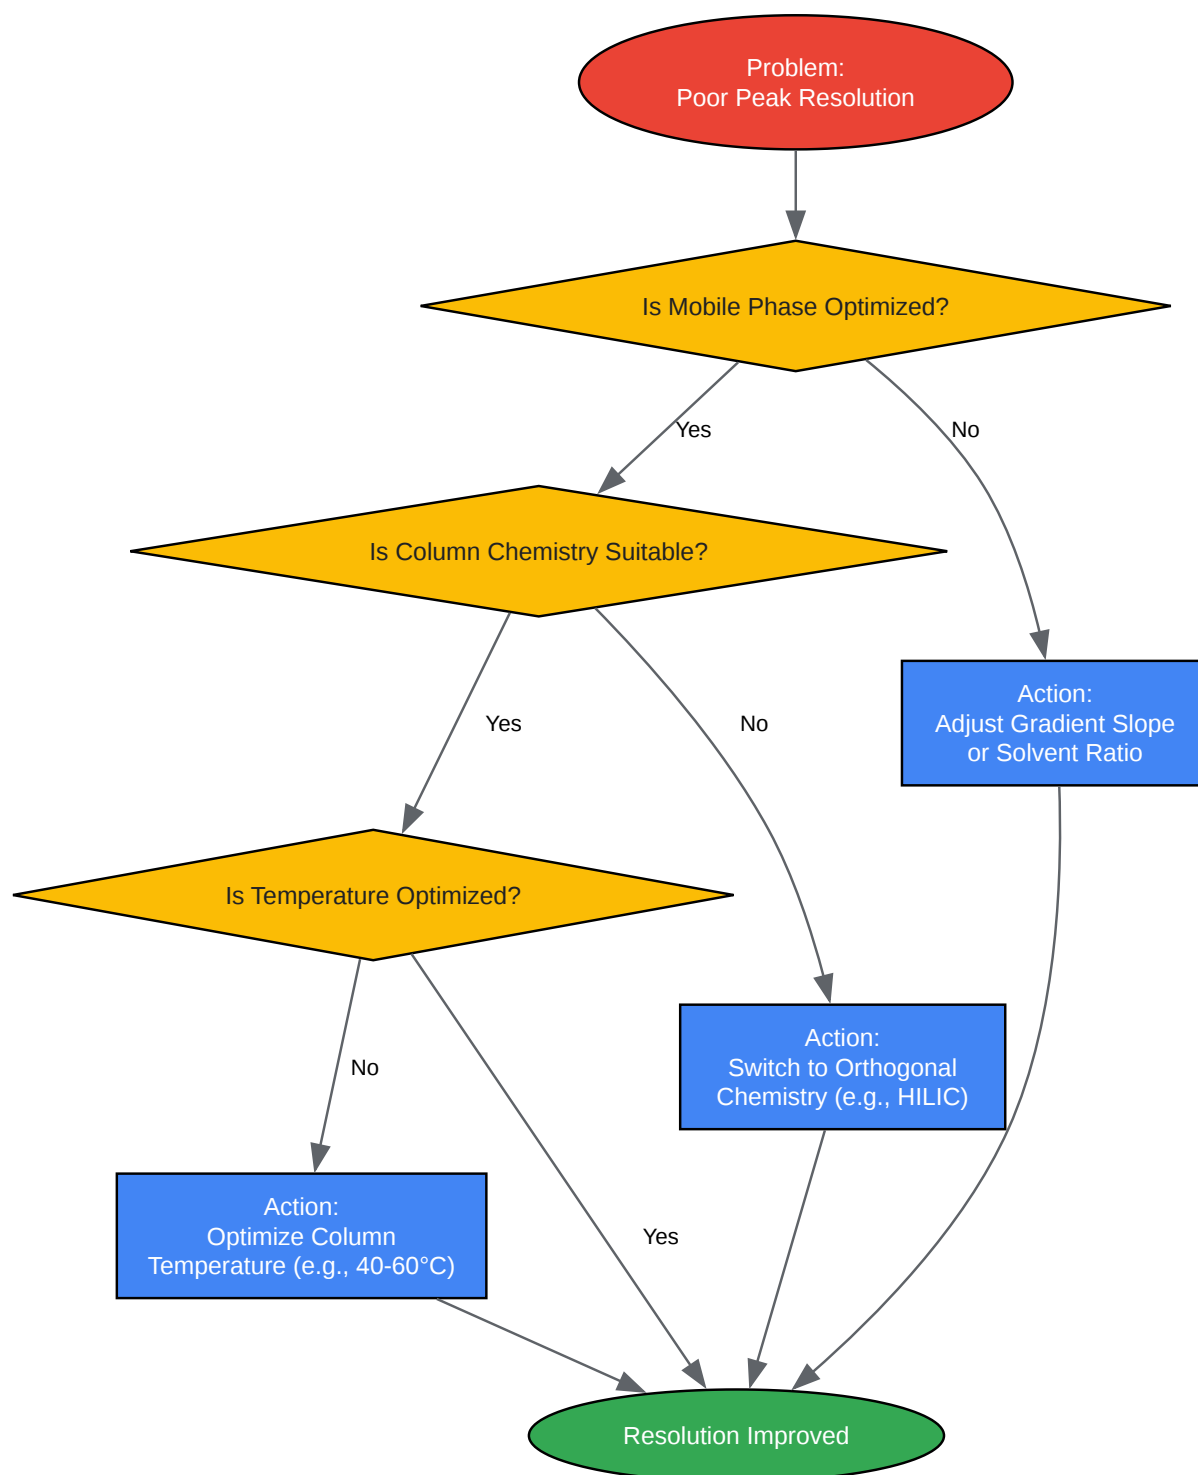 Problem:
Poor Peak Resolution
Is Mobile Phase Optimized?
Yes
No
Is Column Chemistry Suitable?
Action:
Adjust Gradient Slope
or Solvent Ratio
Yes
No
Is Temperature Optimized?
Action:
Switch to Orthogonal
Chemistry (e.g., HILIC)
No
Action:
Optimize Column
Temperature (e.g., 40-60°C)
Yes
Resolution Improved